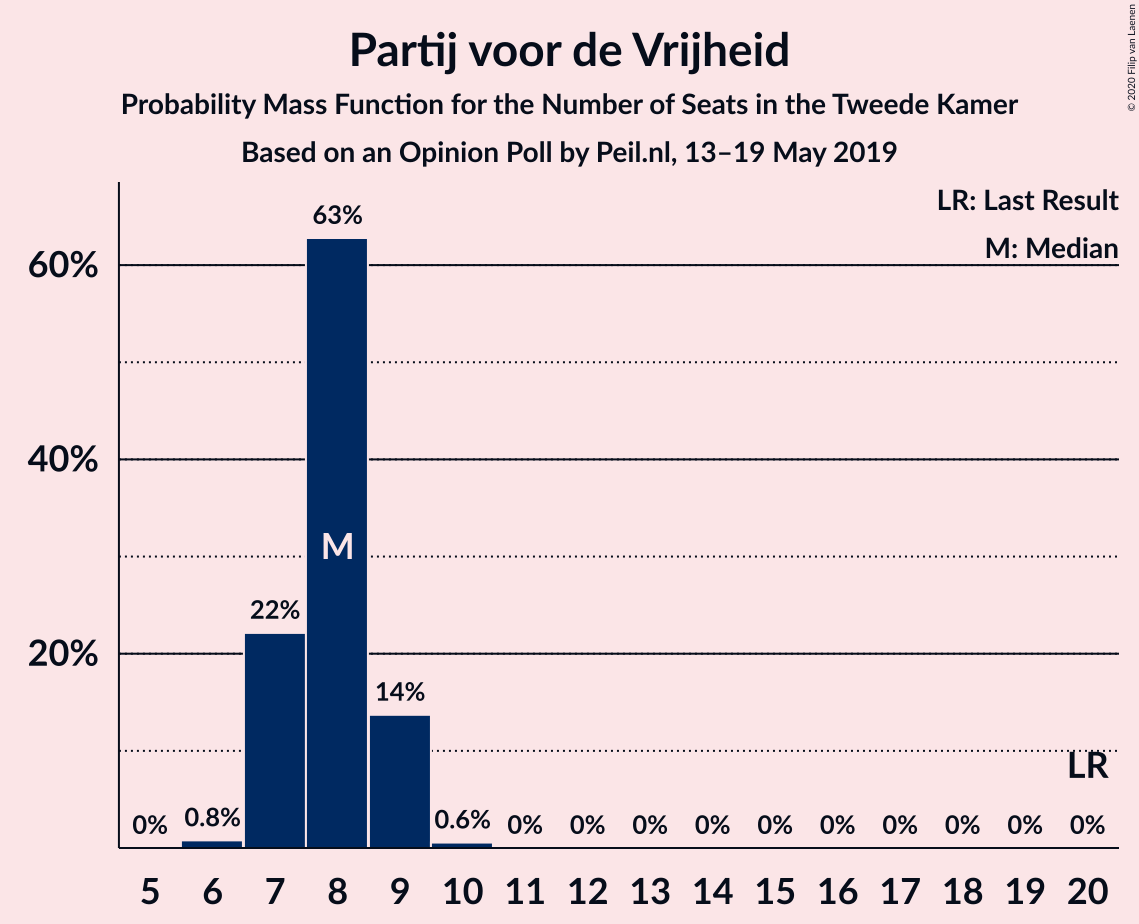 Partij voor de Vrijheid
Probability Mass Function for the Number of Seats in the Tweede Kamer
Based on an Opinion Poll by Peil.nl, 13–19 May 2019
© 2020 Filip van Laenen
LR: Last Result
M: Median
63%
60%
40%
M
22%
20%
14%
LR
0% 0.8% 0.6% 0% 0% 0% 0% 0% 0% 0% 0% 0% 0%
5 6 7 8 9 10 11 12 13 14 15 16 17 18 19 20